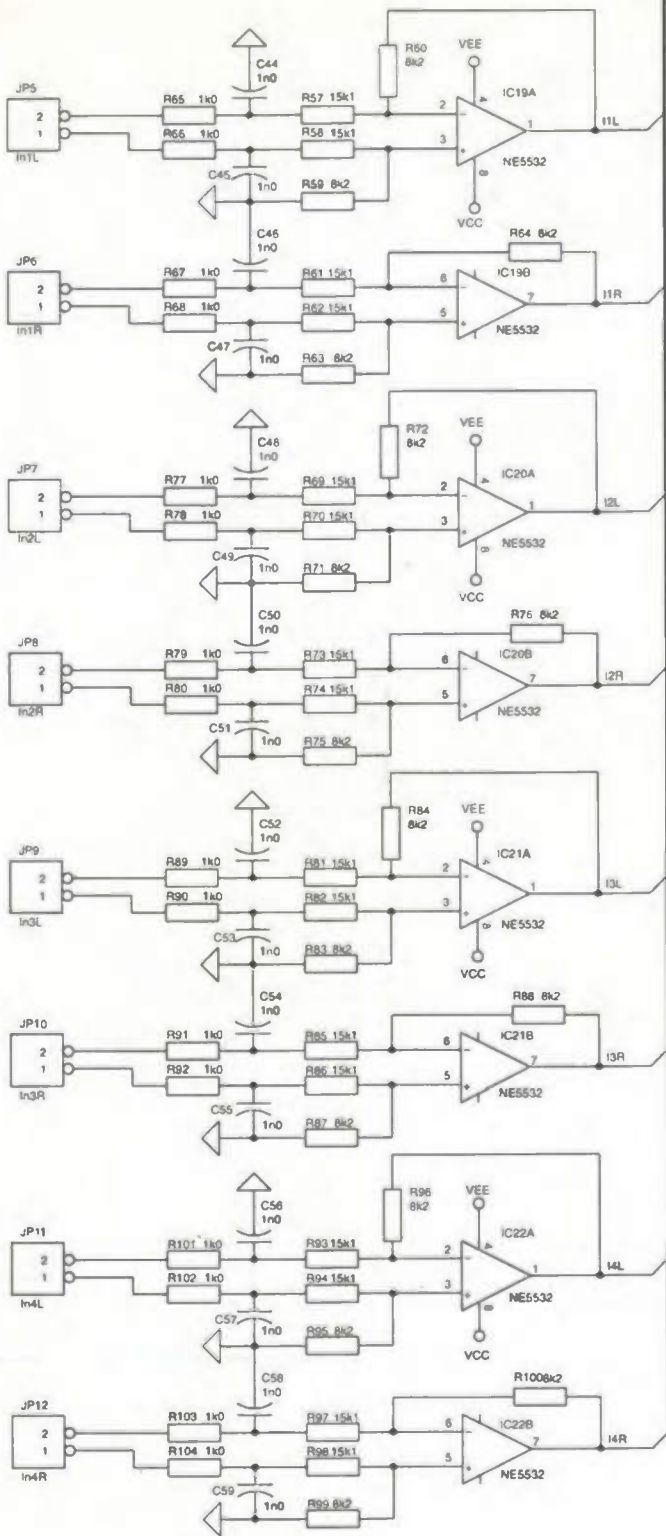 R60
8k2
VEE
C44
1n0
JP5
R65 1k0
R57 15k1
IC19A
4
I1L
2
2
−
1
1
R66 1k0
R58 15k1
3
+
NE5532
In1L
C45
1n0
R59 8k2
8
VCC
C46
1n0
R64 8k2
JP6
R67 1k0
R61 15k1
IC19B
I1R
2
6
−
7
1
R68 1k0
R62 15k1
5
+
NE5532
In1R
C47
1n0
R63 8k2
R72
8k2
VEE
C48
1n0
JP7
R77 1k0
R69 15k1
IC20A
4
I2L
2
2
−
1
1
R78 1k0
R70 15k1
3
+
NE5532
In2L
C49
1n0
R71 8k2
8
VCC
C50
1n0
R76 8k2
JP8
R79 1k0
R73 15k1
IC20B
I2R
2
6
−
7
1
R80 1k0
R74 15k1
5
+
NE5532
In2R
C51
1n0
R75 8k2
R84
8k2
VEE
C52
1n0
JP9
R89 1k0
R81 15k1
IC21A
4
I3L
2
2
−
1
1
R90 1k0
R82 15k1
3
+
NE5532
In3L
C53
1n0
R83 8k2
8
VCC
C54
1n0
R88 8k2
JP10
R91 1k0
R85 15k1
IC21B
I3R
2
6
−
7
1
R92 1k0
R86 15k1
5
+
NE5532
In3R
C55
1n0
R87 8k2
R96
8k2
VEE
C56
1n0
JP11
R101 1k0
R93 15k1
IC22A
4
I4L
2
2
−
1
1
R102 1k0
R94 15k1
3
+
NE5532
In4L
C57
1n0
R95 8k2
8
VCC
C58
1n0
R100 8k2
JP12
R103 1k0
R97 15k1
IC22B
I4R
2
6
−
7
1
R104 1k0
R98 15k1
5
+
NE5532
In4R
C59
1n0
R99 8k2